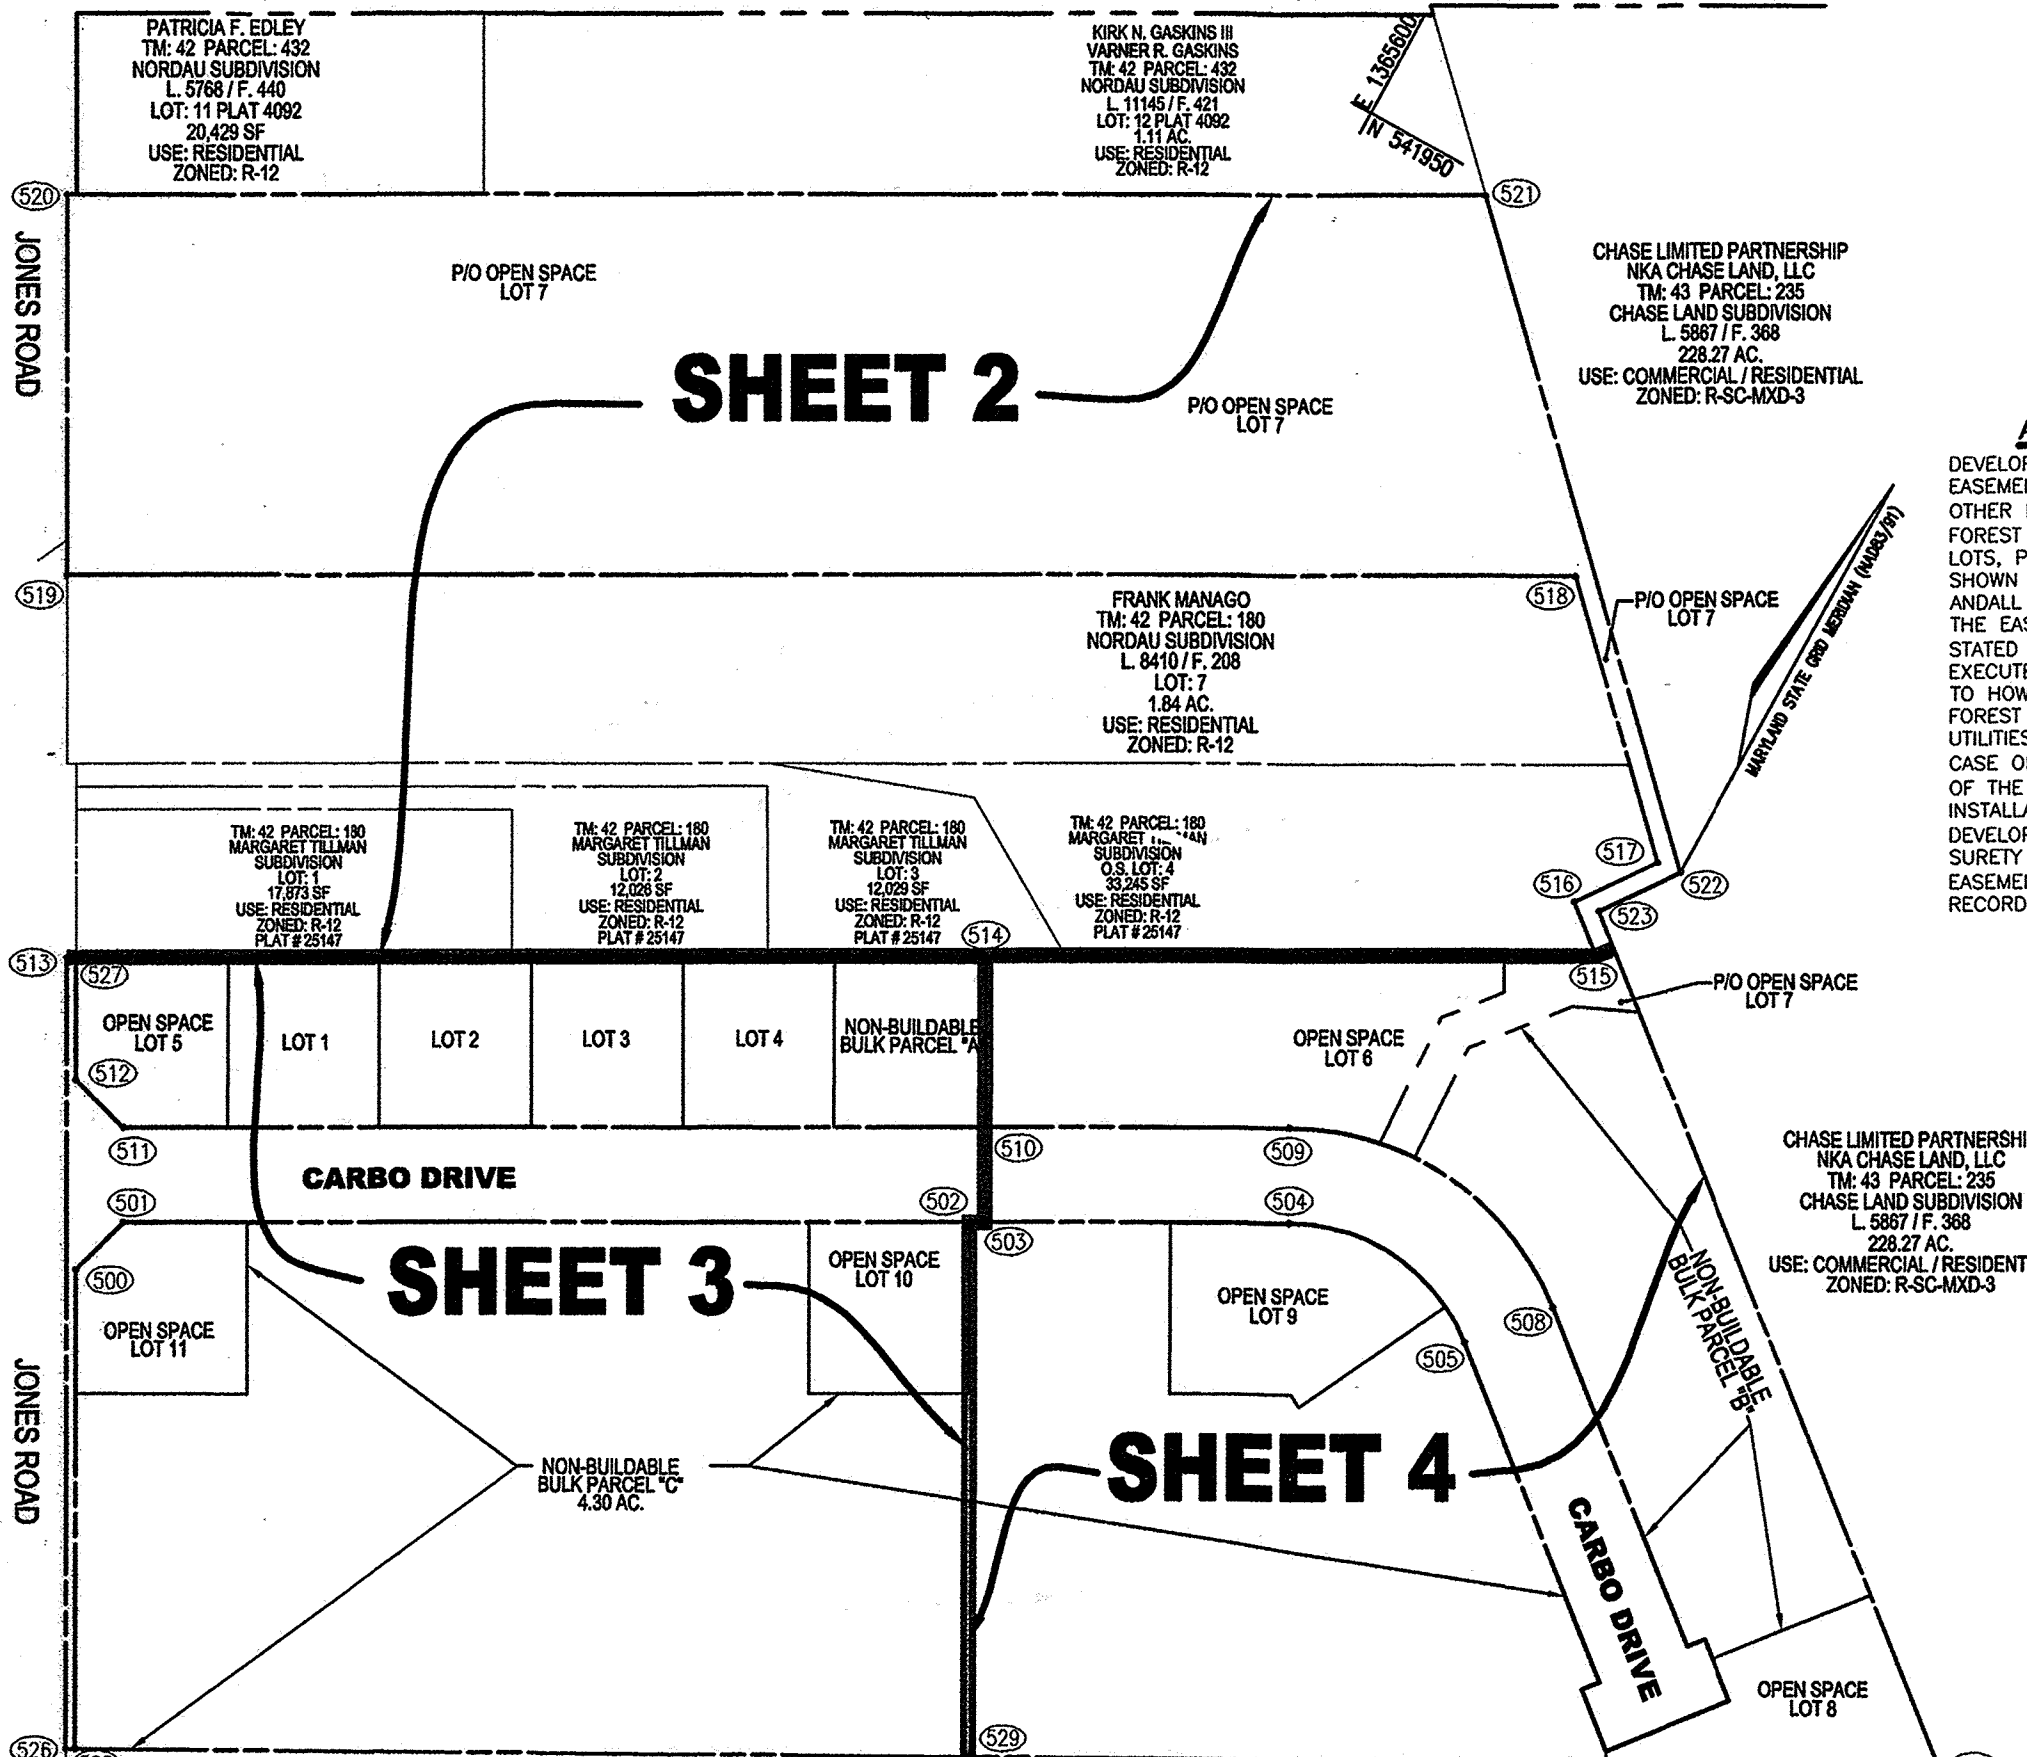 PATRICIA F. EDLEY
TM: 42 PARCEL: 432
NORDAU SUBDIVISION
L. 5768 / F. 440
LOT: 11 PLAT 4092
20,429 SF
USE: RESIDENTIAL
ZONED: R-12
KIRK N. GASKINS III
VARNER R. GASKINS
TM: 42 PARCEL: 432
NORDAU SUBDIVISION
L. 11145 / F. 421
LOT: 12 PLAT 4092
1.11 AC.
USE: RESIDENTIAL
ZONED: R-12
E 1365600
N 541950
520
521
JONES ROAD
P/O OPEN SPACE
LOT 7
CHASE LIMITED PARTNERSHIP
NKA CHASE LAND, LLC
TM: 43 PARCEL: 235
CHASE LAND SUBDIVISION
L. 5867 / F. 368
228.27 AC.
USE: COMMERCIAL / RESIDENTIAL
ZONED: R-SC-MXD-3
SHEET 2
P/O OPEN SPACE
LOT 7
DEVELO
EASEME
OTHER
FOREST
LOTS, P
SHOWN
ANDALL
THE EAS
STATED
EXECUTE
TO HOW
FOREST
UTILITIES
CASE O
OF THE
INSTALLA
DEVELO
SURETY
EASEME
RECORD
MARYLAND STATE GRID MERIDIAN (NAD83/91)
519
518
P/O OPEN SPACE
LOT 7
FRANK MANAGO
TM: 42 PARCEL: 180
NORDAU SUBDIVISION
L. 8410 / F. 208
LOT: 7
1.84 AC.
USE: RESIDENTIAL
ZONED: R-12
TM: 42 PARCEL: 180
MARGARET TILLMAN
SUBDIVISION
LOT: 1
17,873 SF
USE: RESIDENTIAL
ZONED: R-12
PLAT # 25147
TM: 42 PARCEL: 180
MARGARET TILLMAN
SUBDIVISION
LOT: 2
12,026 SF
USE: RESIDENTIAL
ZONED: R-12
PLAT # 25147
TM: 42 PARCEL: 180
MARGARET TILLMAN
SUBDIVISION
LOT: 3
12,029 SF
USE: RESIDENTIAL
ZONED: R-12
PLAT # 25147
TM: 42 PARCEL: 180
MARGARET
SUBDIVISION
O.S. LOT: 4
33,245 SF
USE: RESIDENTIAL
ZONED: R-12
PLAT # 25147
517
516
522
523
514
513
527
515
OPEN SPACE
LOT 5
LOT 1
LOT 2
LOT 3
LOT 4
NON-BUILDABLE
BULK PARCEL "A
OPEN SPACE
LOT 6
P/O OPEN SPACE
LOT 7
512
511
510
509
CARBO DRIVE
501
502
503
504
CHASE LIMITED PARTNERSHI
NKA CHASE LAND, LLC
TM: 43 PARCEL: 235
CHASE LAND SUBDIVISION
L. 5867 / F. 368
228.27 AC.
USE: COMMERCIAL / RESIDENT
ZONED: R-SC-MXD-3
500
SHEET 3
OPEN SPACE
LOT 10
OPEN SPACE
LOT 9
OPEN SPACE
LOT 11
508
505
NON-BUILDABLE
BULK PARCEL "B"
JONES ROAD
NON-BUILDABLE
BULK PARCEL "C"
4.30 AC.
SHEET 4
CARBO DRIVE
OPEN SPACE
LOT 8
526
529